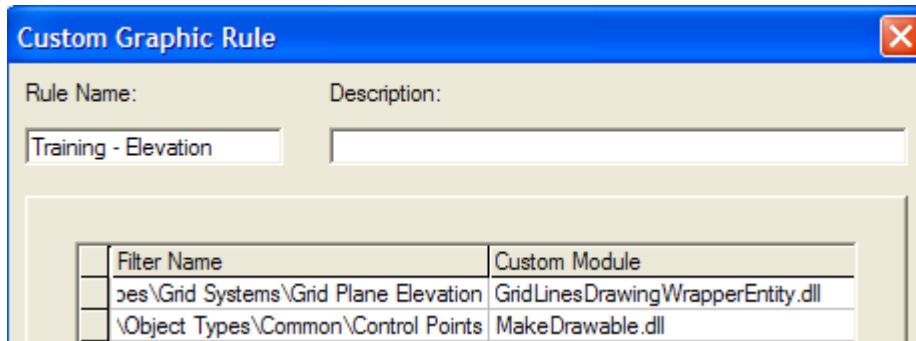 Custom Graphic Rule
Rule Name: Description:
Training - Elevation
Filter Name Custom Module
pes\Grid Systems\Grid Plane Elevation GridLinesDrawingWrapperEntity.dll
\Object Types\Common\Control Points MakeDrawable.dll